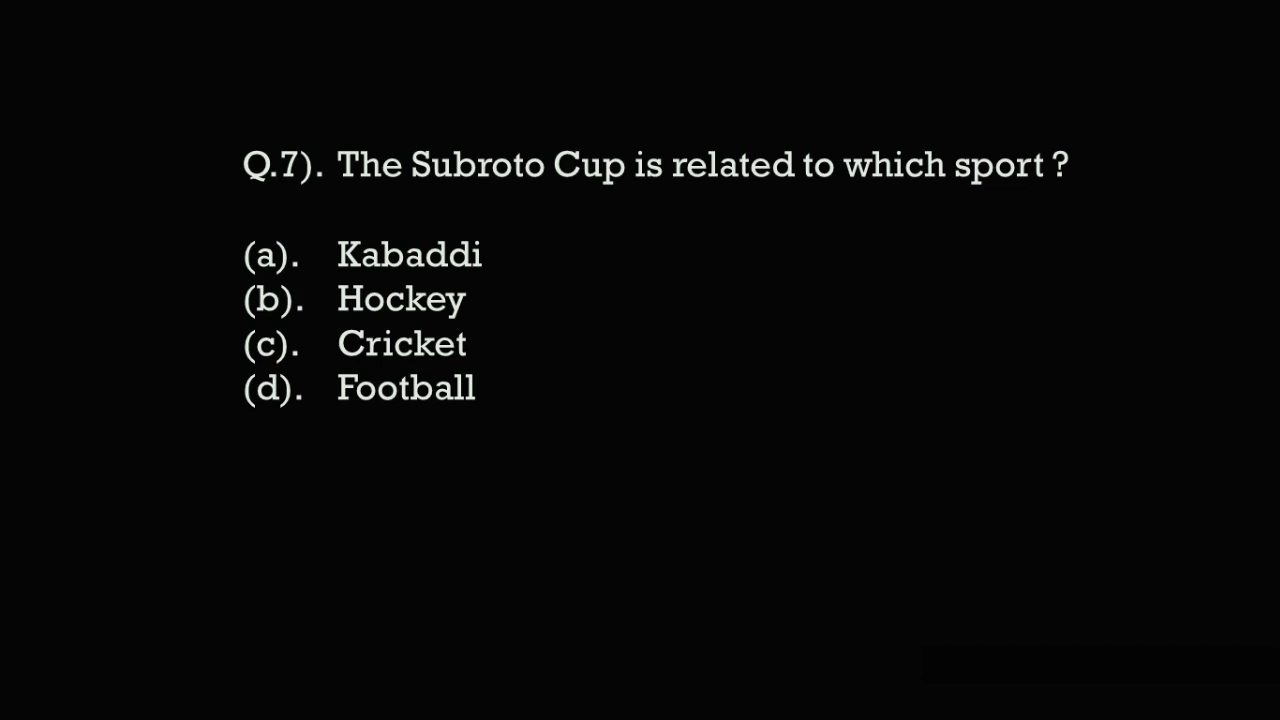 Q.7). The Subroto Cup is related to which sport ?
(a). Kabaddi
(b). Hockey
(c). Cricket
(d). Football